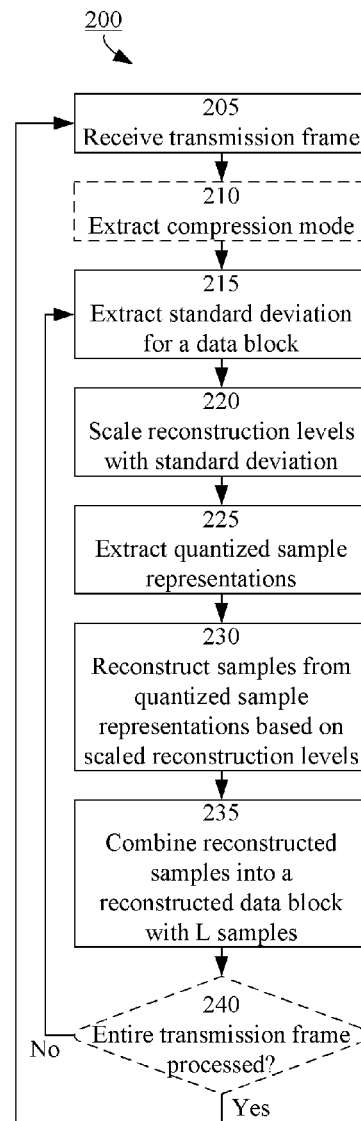 200
205
Receive transmission frame
210
Extract compression mode
215
Extract standard deviation
for a data block
220
Scale reconstruction levels
with standard deviation
225
Extract quantized sample
representations
230
Reconstruct samples from
quantized sample
representations based on
scaled reconstruction levels
235
Combine reconstructed
samples into a
reconstructed data block
with L samples
240
Entire transmission frame
processed?
No
Yes